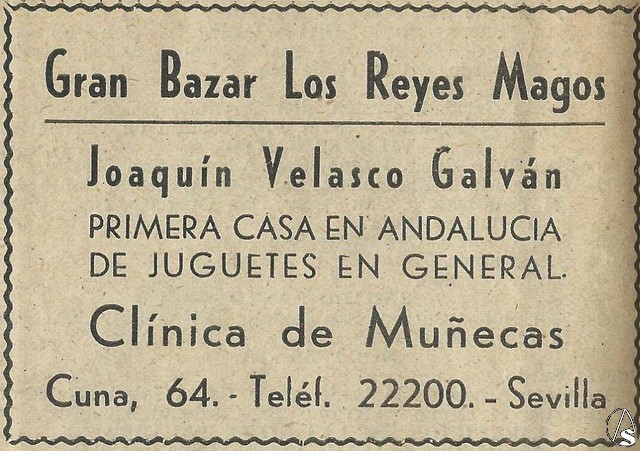 Gran Bazar Los Reyes Magos
Joaquín Velasco Galván
PRIMERA CASA EN ANDALUCIA
DE JUGUETES EN GENERAL.
Clínica de Muñecas
Cuna, 64. - Teléf. 22200. - Sevilla